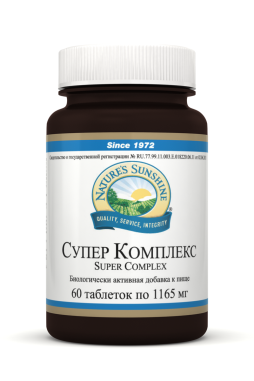 Since 1972
NATURE'S SUNSHINE
QUALITY, SERVICE, INTEGRITY
СУПЕР КОМПЛЕКС
SUPER COMPLEX
Биологически активная добавка к пище
60 таблеток по 1165 мг